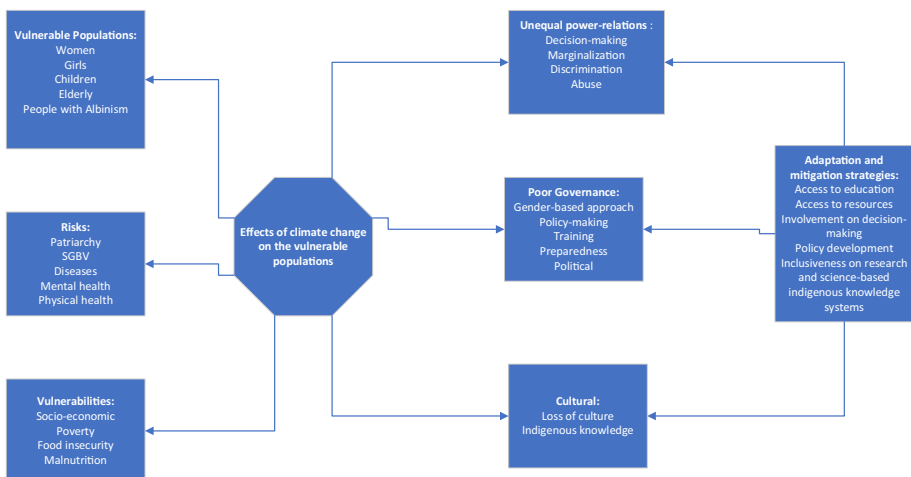 Vulnerable Populations:
Women
Girls
Children
Elderly
People with Albinism
Risks:
Patriarchy
SGBV
Diseases
Mental health
Physical health
Vulnerabilities:
Socio-economic
Poverty
Food insecurity
Malnutrition
Effects of climate change
on the vulnerable
populations
Unequal power-relations :
Decision-making
Marginalization
Discrimination
Abuse
Poor Governance:
Gender-based approach
Policy-making
Training
Preparedness
Political
Cultural:
Loss of culture
Indigenous knowledge
Adaptation and
mitigation strategies:
Access to education
Access to resources
Involvement on decision-
making
Policy development
Inclusiveness on research
and science-based
indigenous knowledge
systems